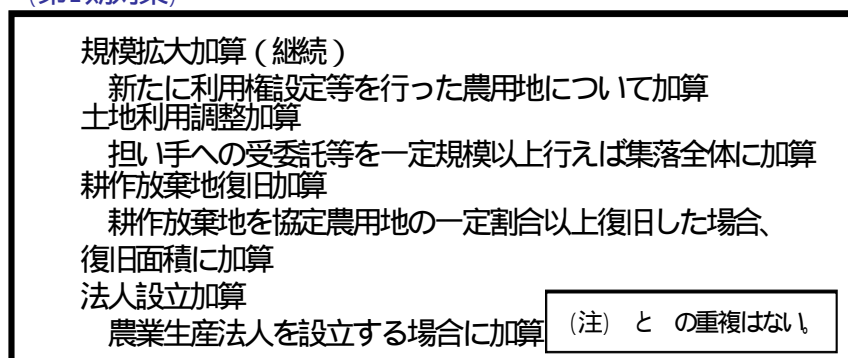 規模拡大加算(継続)
新たに利用権設定等を行った農用地について加算
土地利用調整加算
担い手への受委託等を一定規模以上行えば集落全体に加算
耕作放棄地復旧加算
耕作放棄地を協定農用地の一定割合以上復旧した場合、
復旧面積に加算
法人設立加算
農業生産法人を設立する場合に加算
(注) と の重複はない。